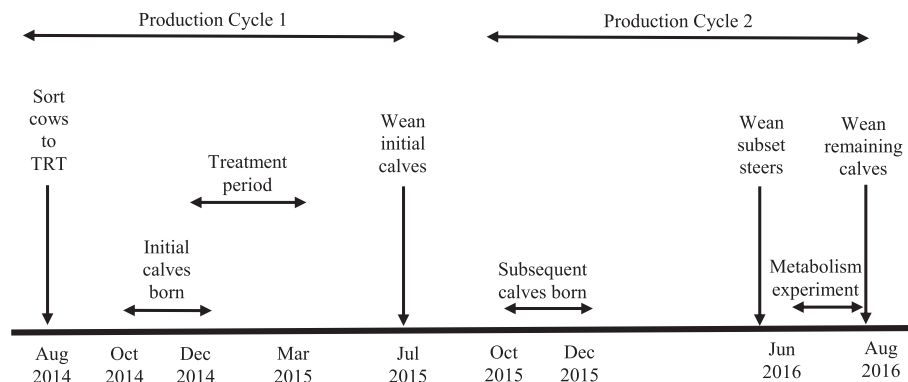 Production Cycle 1
Production Cycle 2
Sort
cows
to
TRT
Treatment
period
Initial
calves
born
Wean
initial
calves
Subsequent
calves born
Wean
subset
steers
Wean
remaining
calves
Metabolism
experiment
Aug
2014
Oct
2014
Dec
2014
Mar
2015
Jul
2015
Oct
2015
Dec
2015
Jun
2016
Aug
2016